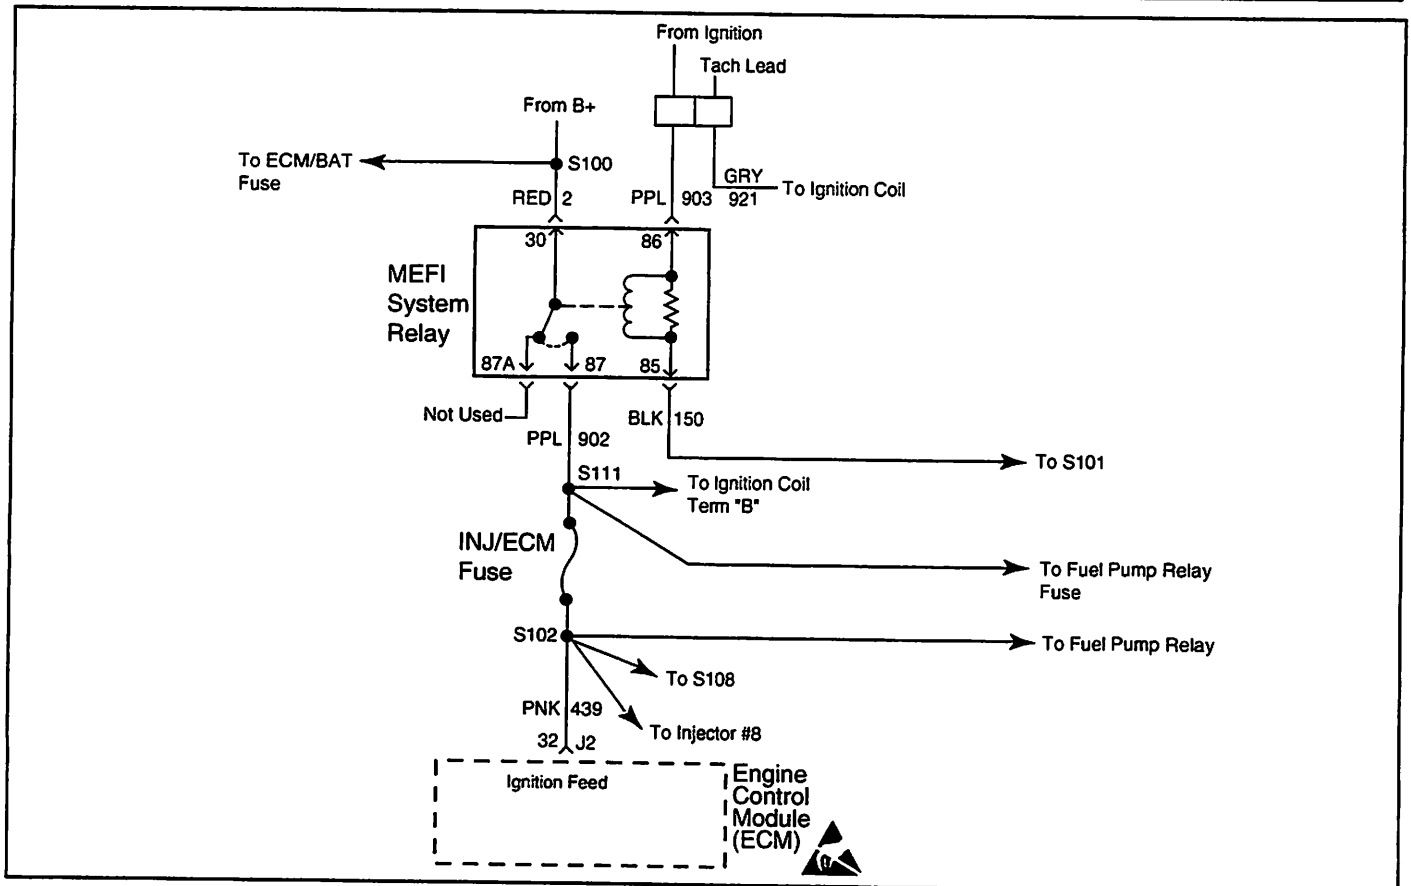 From Ignition
Tach Lead
From B+
To ECM/BAT
Fuse
S100
GRY
921
To Ignition Coil
RED 2
PPL 903
30
86
MEFI
System
Relay
87A
87
85
Not Used
BLK 150
PPL 902
To S101
S111
To Ignition Coil
Term "B"
INJ/ECM
Fuse
To Fuel Pump Relay
Fuse
S102
To Fuel Pump Relay
To S108
PNK 439
To Injector #8
32 J2
Ignition Feed
Engine
Control
Module
(ECM)